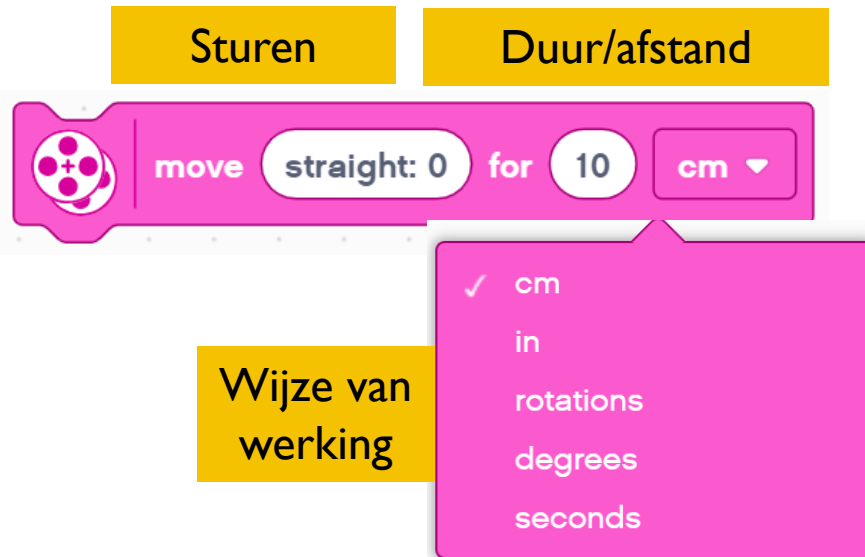 Sturen
Duur/afstand
move straight: 0 for 10 cm
cm
in
Wijze van
werking
rotations
degrees
seconds